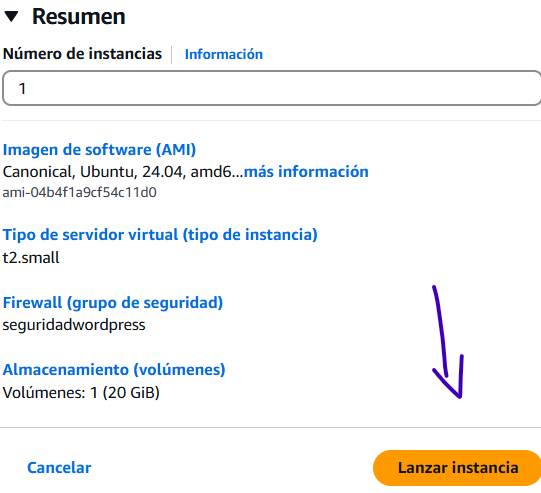 Resumen
Número de instancias Información
1
Imagen de software (AMI)
Canonical, Ubuntu, 24.04, amd6...más información
ami-04b4f1a9cf54c11d0
Tipo de servidor virtual (tipo de instancia)
t2.small
Firewall (grupo de seguridad)
seguridadwordpress
Almacenamiento (volúmenes)
Volúmenes: 1 (20 GiB)
Cancelar Lanzar instancia